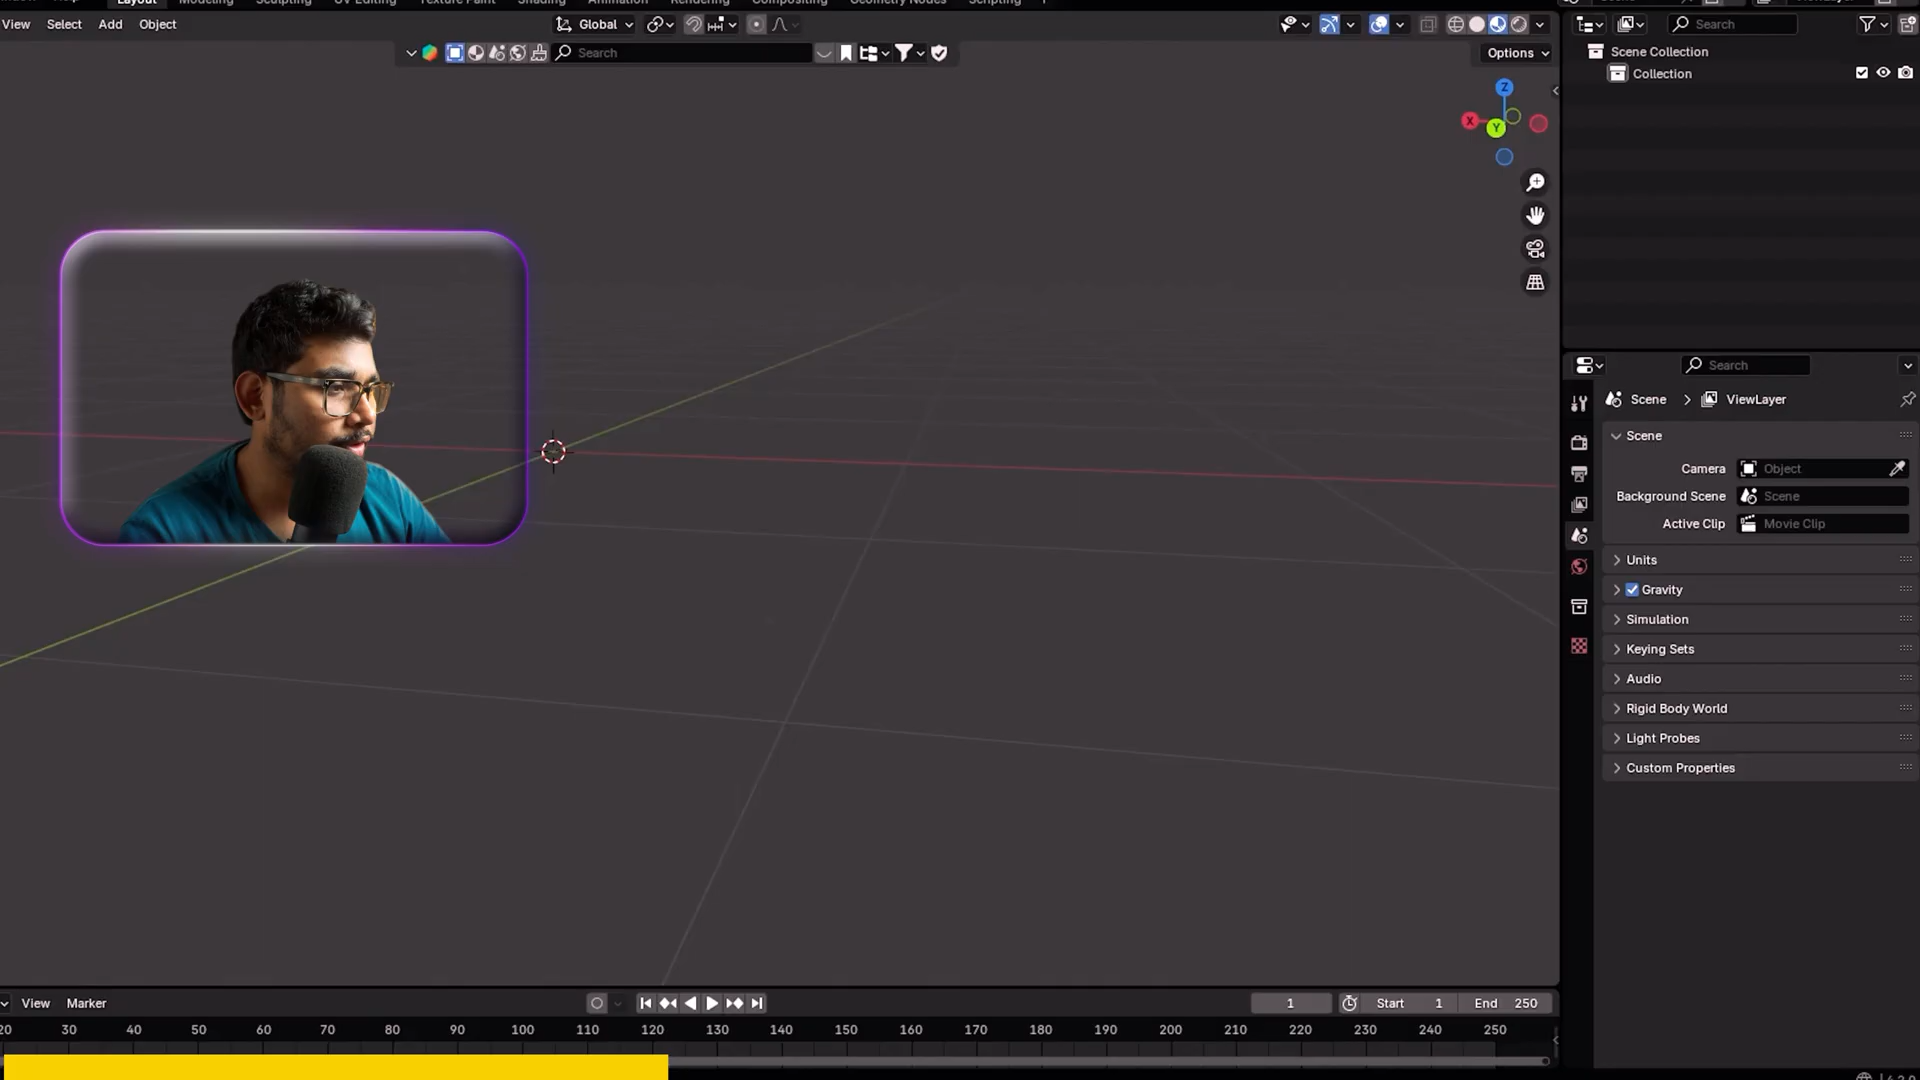 Layout Modeling Sculpting UV Editing Texture Paint Shading Animation Rendering Compositing Geometry Nodes Scripting
View Select Add Object Global Search
Search Options
Scene Collection
Collection
Z
X
Y
Search
Scene > ViewLayer
Scene
Camera Object
Background Scene Scene
Active Clip Movie Clip
Units
Gravity
Simulation
Keying Sets
Audio
Rigid Body World
Light Probes
Custom Properties
View Marker 1 Start 1 End 250
20 30 40 50 60 70 80 90 100 110 120 130 140 150 160 170 180 190 200 210 220 230 240 250